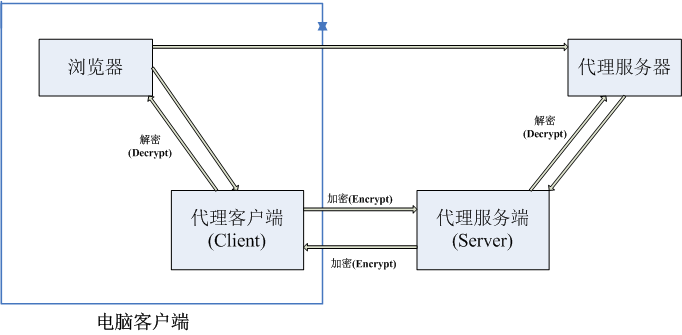 浏览器
代理服务器
解密
(Decrypt)
解密
(Decrypt)
代理客户端
(Client)
加密(Encrypt)
代理服务端
(Server)
加密(Encrypt)
电脑客户端